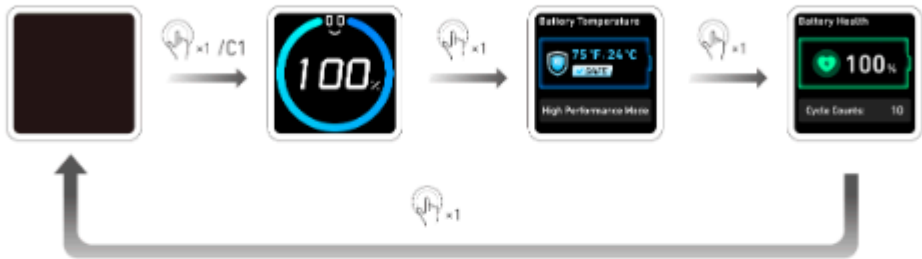 ×1 /C1
100%
×1
Battery Temperature
75°F: 24°C
SAFE
High Performance Mode
×1
Battery Health
100%
Cycle Counts: 10
×1